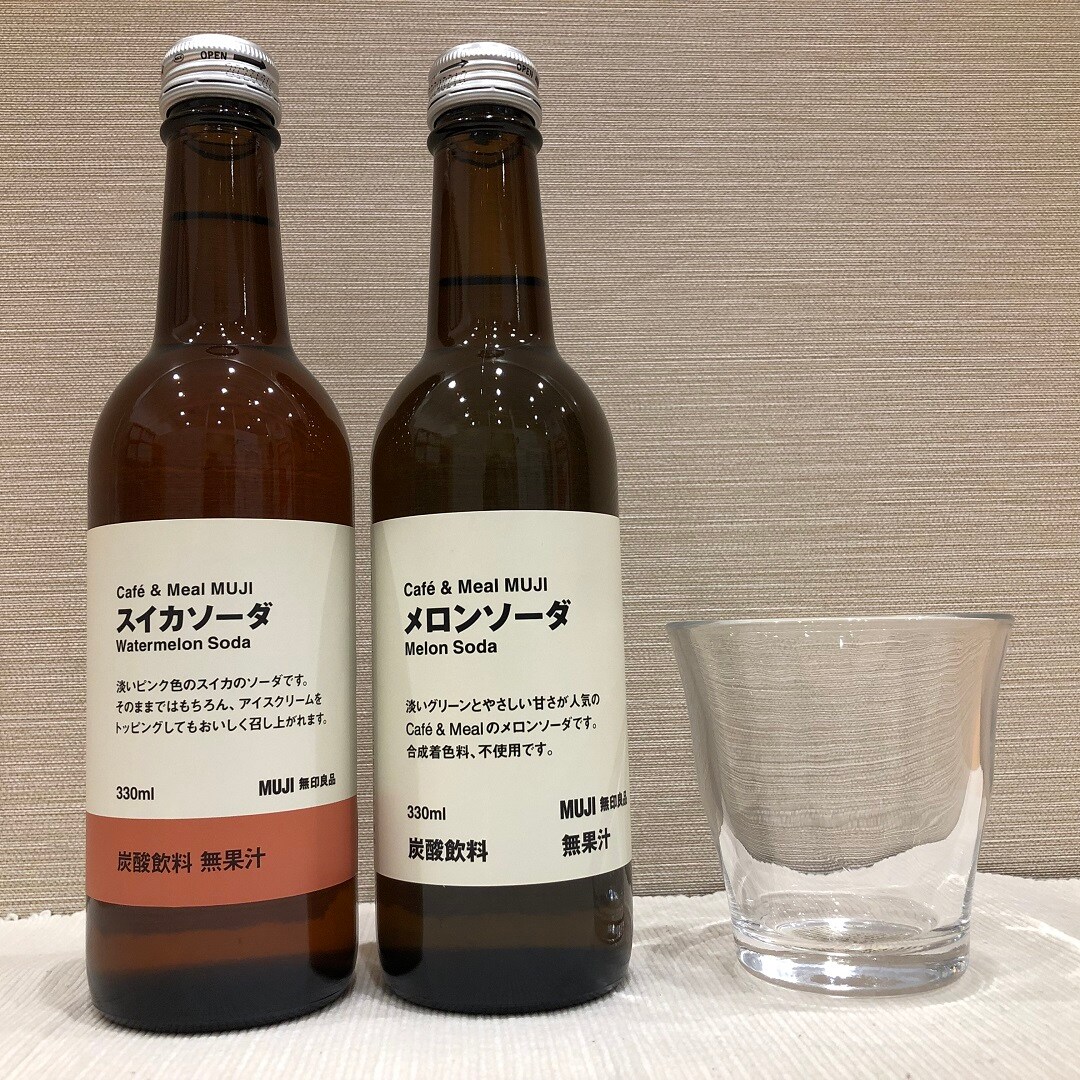 OPEN
Café & Meal MUJI
スイカソーダ
Watermelon Soda
淡いピンク色のスイカのソーダです。
そのままではもちろん、アイスクリームを
トッピングしてもおいしく召し上がれます。
330ml
MUJI 無印良品
炭酸飲料 無果汁
OPEN
Café & Meal MUJI
メロンソーダ
Melon Soda
淡いグリーンとやさしい甘さが人気の
Café & Meal のメロンソーダです。
合成着色料、不使用です。
330ml
MUJI 無印良品
炭酸飲料 無果汁